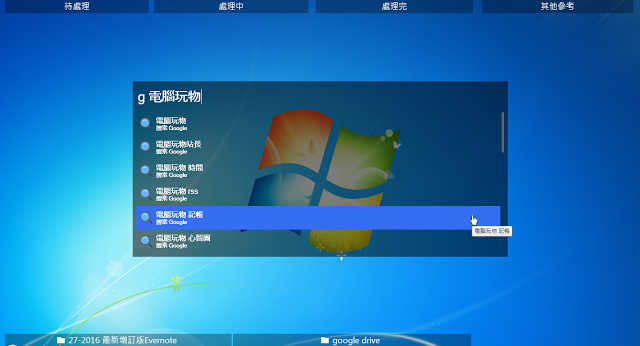 待處理
處理中
處理完
其他參考
g 電腦玩物
電腦玩物
搜索 Google
電腦玩物站長
搜索 Google
電腦玩物 時間
搜索 Google
電腦玩物 rss
搜索 Google
電腦玩物 記帳
搜索 Google
電腦玩物 記帳
電腦玩物 心智圖
搜索 Google
27-2016 最新增訂版Evernote
google drive